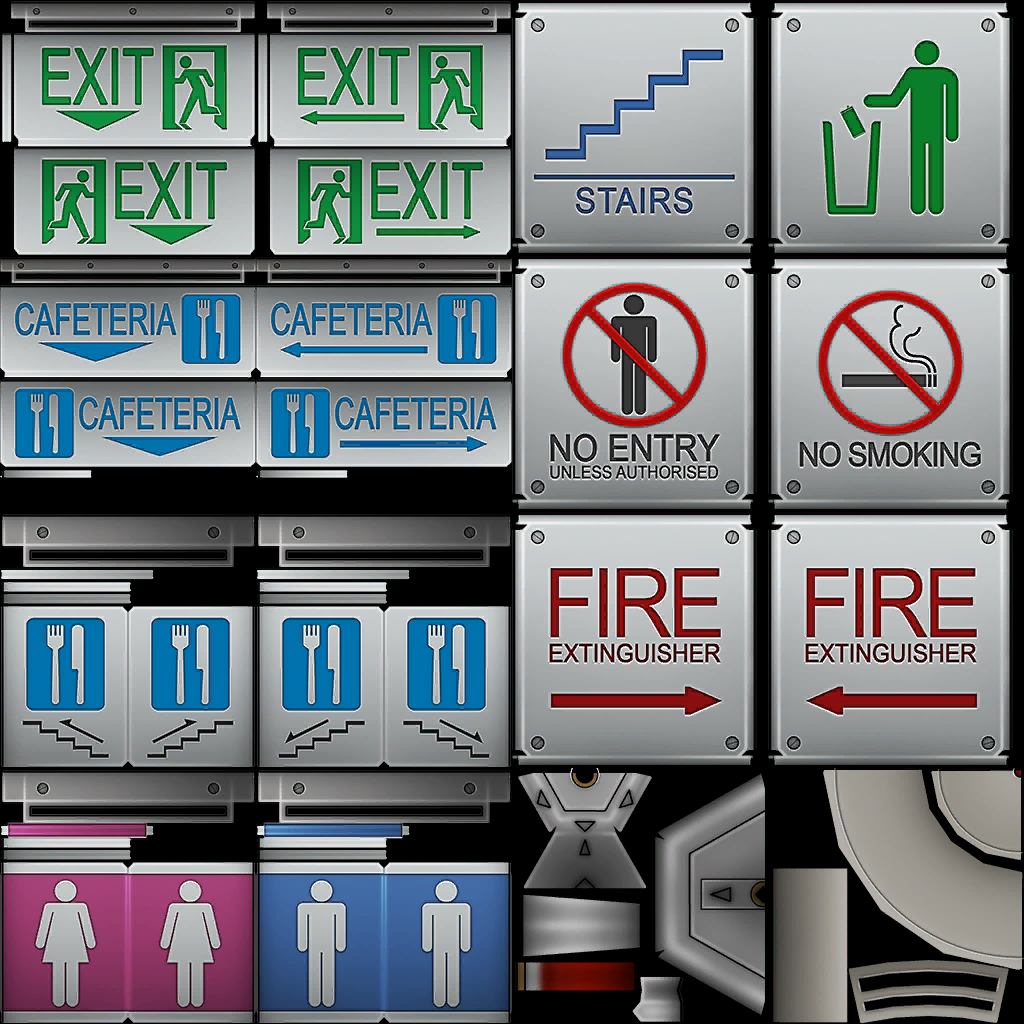 EXIT
EXIT
EXIT
EXIT
STAIRS
CAFETERIA
CAFETERIA
CAFETERIA
CAFETERIA
NO ENTRY
UNLESS AUTHORISED
NO SMOKING
FIRE
EXTINGUISHER
FIRE
EXTINGUISHER